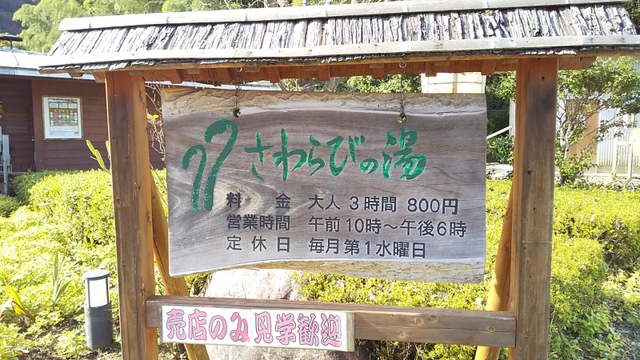 さわらびの湯
料金 大人3時間 800円
営業時間 午前10時～午後6時
定休日 毎月第1水曜日
売店のみ見学歓迎